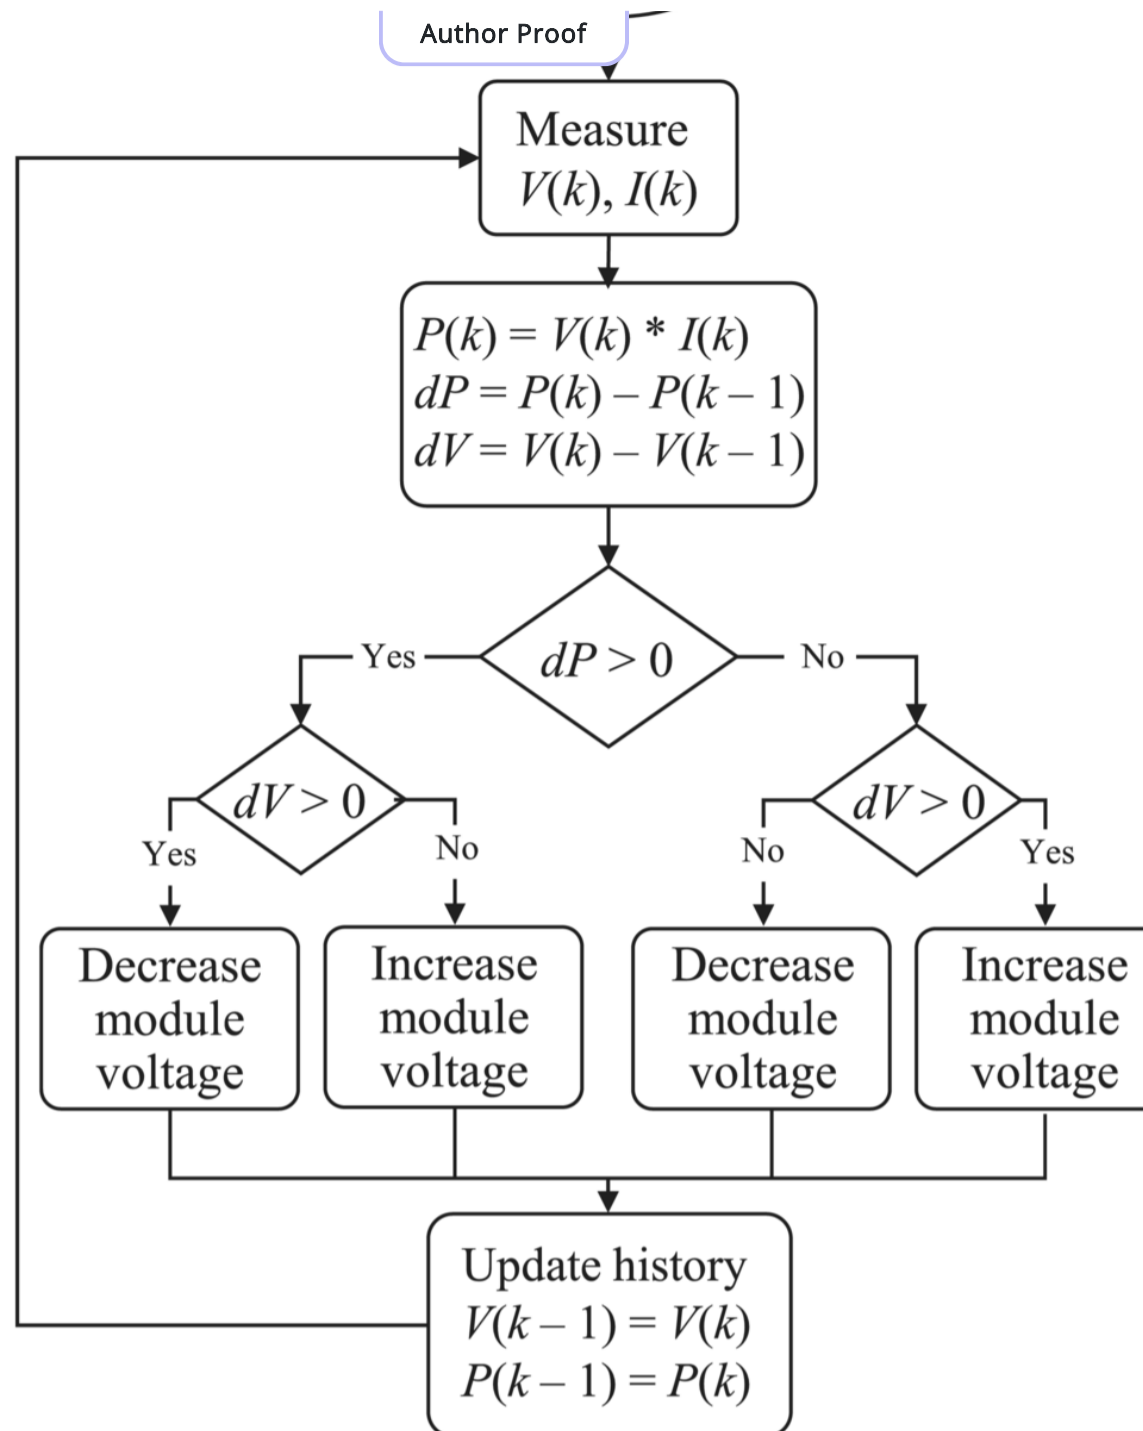 Author Proof
Measure
V(k), I(k)
P(k) = V(k) * I(k)
dP = P(k) – P(k – 1)
dV = V(k) – V(k – 1)
Yes
dP > 0
No
dV > 0
dV > 0
Yes
No
No
Yes
Decrease
module
voltage
Increase
module
voltage
Decrease
module
voltage
Increase
module
voltage
Update history
V(k – 1) = V(k)
P(k – 1) = P(k)